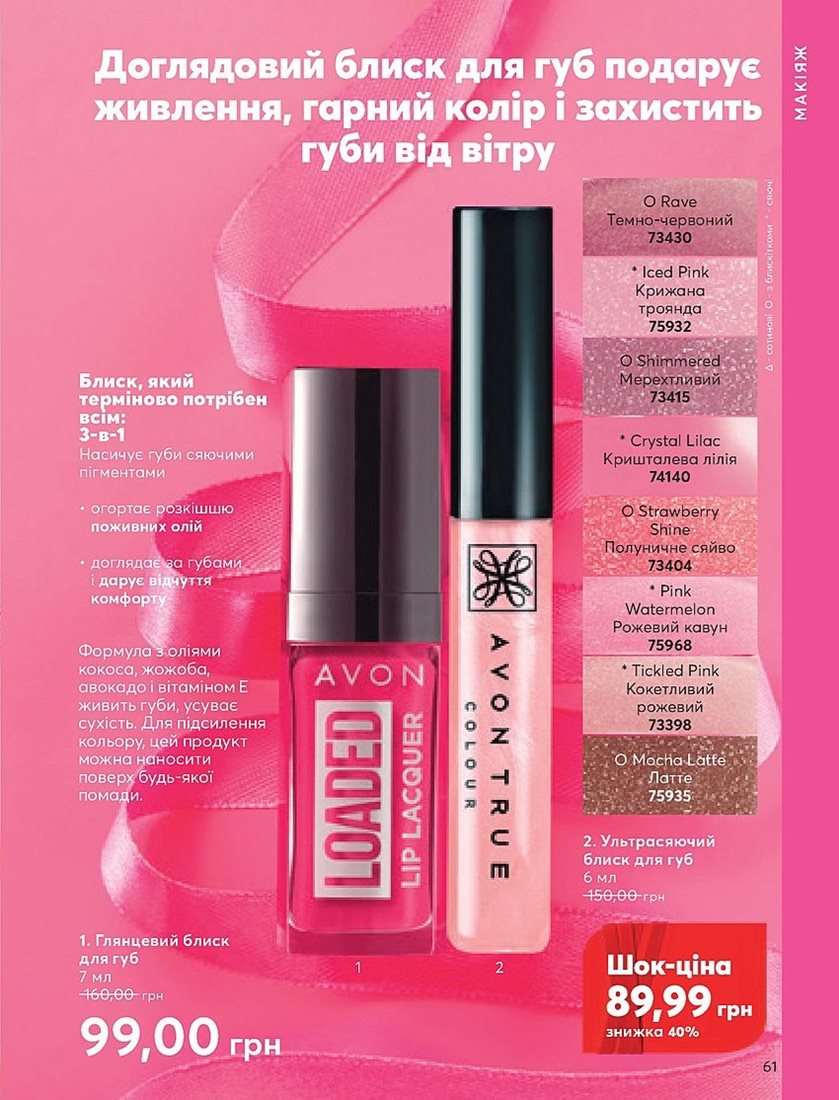 Доглядовий блиск для губ подарує
живлення, гарний колір і захистить
губи від вітру
МАКІЯЖ
Δ - сатинові О - з блискітками * - сяючі
О Rave
Темно-червоний
73430
* Iced Pink
Крижана
троянда
75932
О Shimmered
Мерехтливий
73415
* Crystal Lilac
Кришталева лілія
74140
О Strawberry
Shine
Полуничне сяйво
73404
* Pink
Watermelon
Рожевий кавун
75968
* Tickled Pink
Кокетливий
рожевий
73398
О Mocha Latte
Латте
75935
Блиск, який
терміново потрібен
всім:
3-в-1
Насичує губи сяючими
пігментами
• огортає розкішшю
поживних олій
• доглядає за губами
і дарує відчуття
комфорту
Формула з оліями
кокоса, жожоба,
авокадо і вітаміном Е
живить губи, усуває
сухість. Для підсилення
кольору, цей продукт
можна наносити
поверх будь-якої
помади.
AVON
LOADED
LIP LACQUER
AVON TRUE
COLOUR
1
2
2. Ультрасяючий
блиск для губ
6 мл
150,00 грн
Шок-ціна
89,99 грн
знижка 40%
1. Глянцевий блиск
для губ
7 мл
160,00 грн
99,00 грн
61